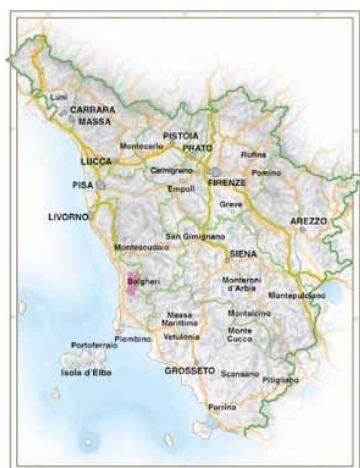 Luni
CARRARA
MASSA
PISTOIA
Montecarlo
PRATO
Rufina
LUCCA
Carmignano
Pomino
PISA
Empoli
FIRENZE
Greve
LIVORNO
AREZZO
San Gimignano
Montescudaio
SIENA
Bolgheri
Monteroni
d'Arbia
Montepulciano
Massa
Marittima
Montalcino
Piombino
Vetulonia
Monte
Cucco
Portoferraio
Isola d'Elba
GROSSETO
Scansano
Pitigliano
Parrina